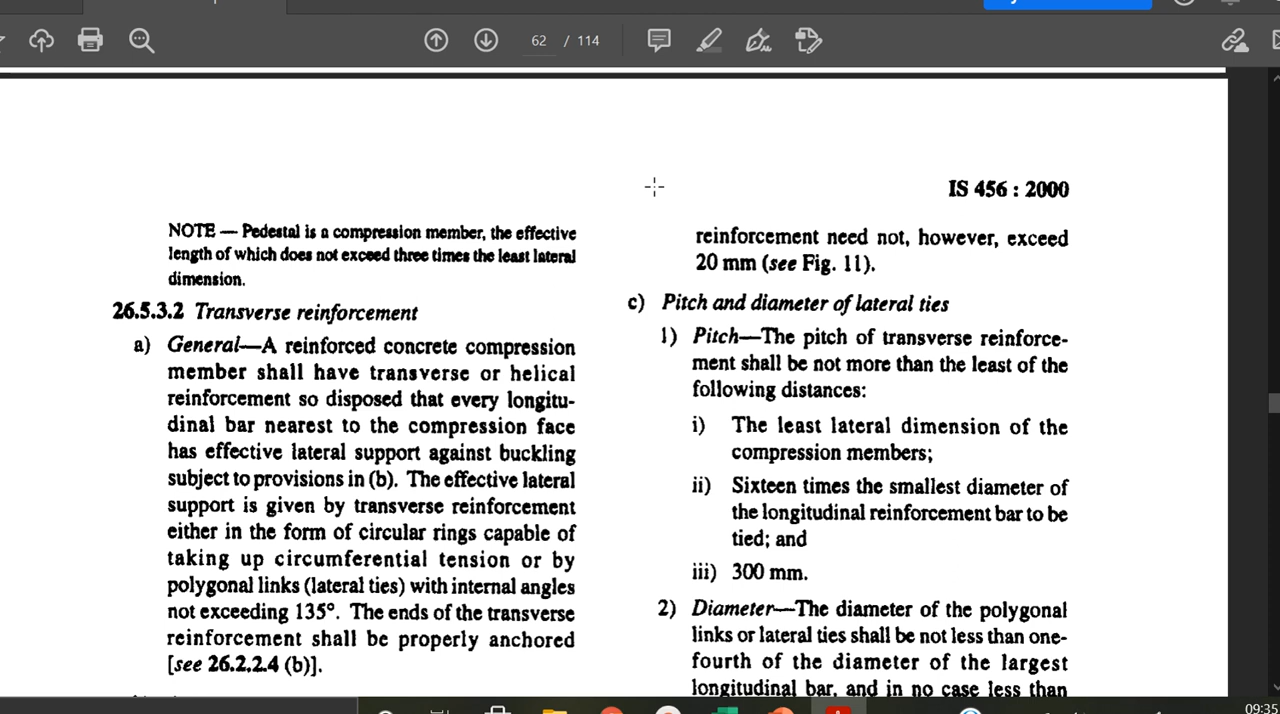 62 / 114
IS 456 : 2000
NOTE — Pedestal is a compression member, the effective
length of which does not exceed three times the least lateral
dimension.
26.5.3.2 Transverse reinforcement
a) General—A reinforced concrete compression
member shall have transverse or helical
reinforcement so disposed that every longitu-
dinal bar nearest to the compression face
has effective lateral support against buckling
subject to provisions in (b). The effective lateral
support is given by transverse reinforcement
either in the form of circular rings capable of
taking up circumferential tension or by
polygonal links (lateral ties) with internal angles
not exceeding 135°. The ends of the transverse
reinforcement shall be properly anchored
[see 26.2.2.4 (b)].
reinforcement need not, however, exceed
20 mm (see Fig. 11).
c) Pitch and diameter of lateral ties
1) Pitch—The pitch of transverse reinforce-
ment shall be not more than the least of the
following distances:
i) The least lateral dimension of the
compression members;
ii) Sixteen times the smallest diameter of
the longitudinal reinforcement bar to be
tied; and
iii) 300 mm.
2) Diameter—The diameter of the polygonal
links or lateral ties shall be not less than one-
fourth of the diameter of the largest
longitudinal bar, and in no case less than
09:35